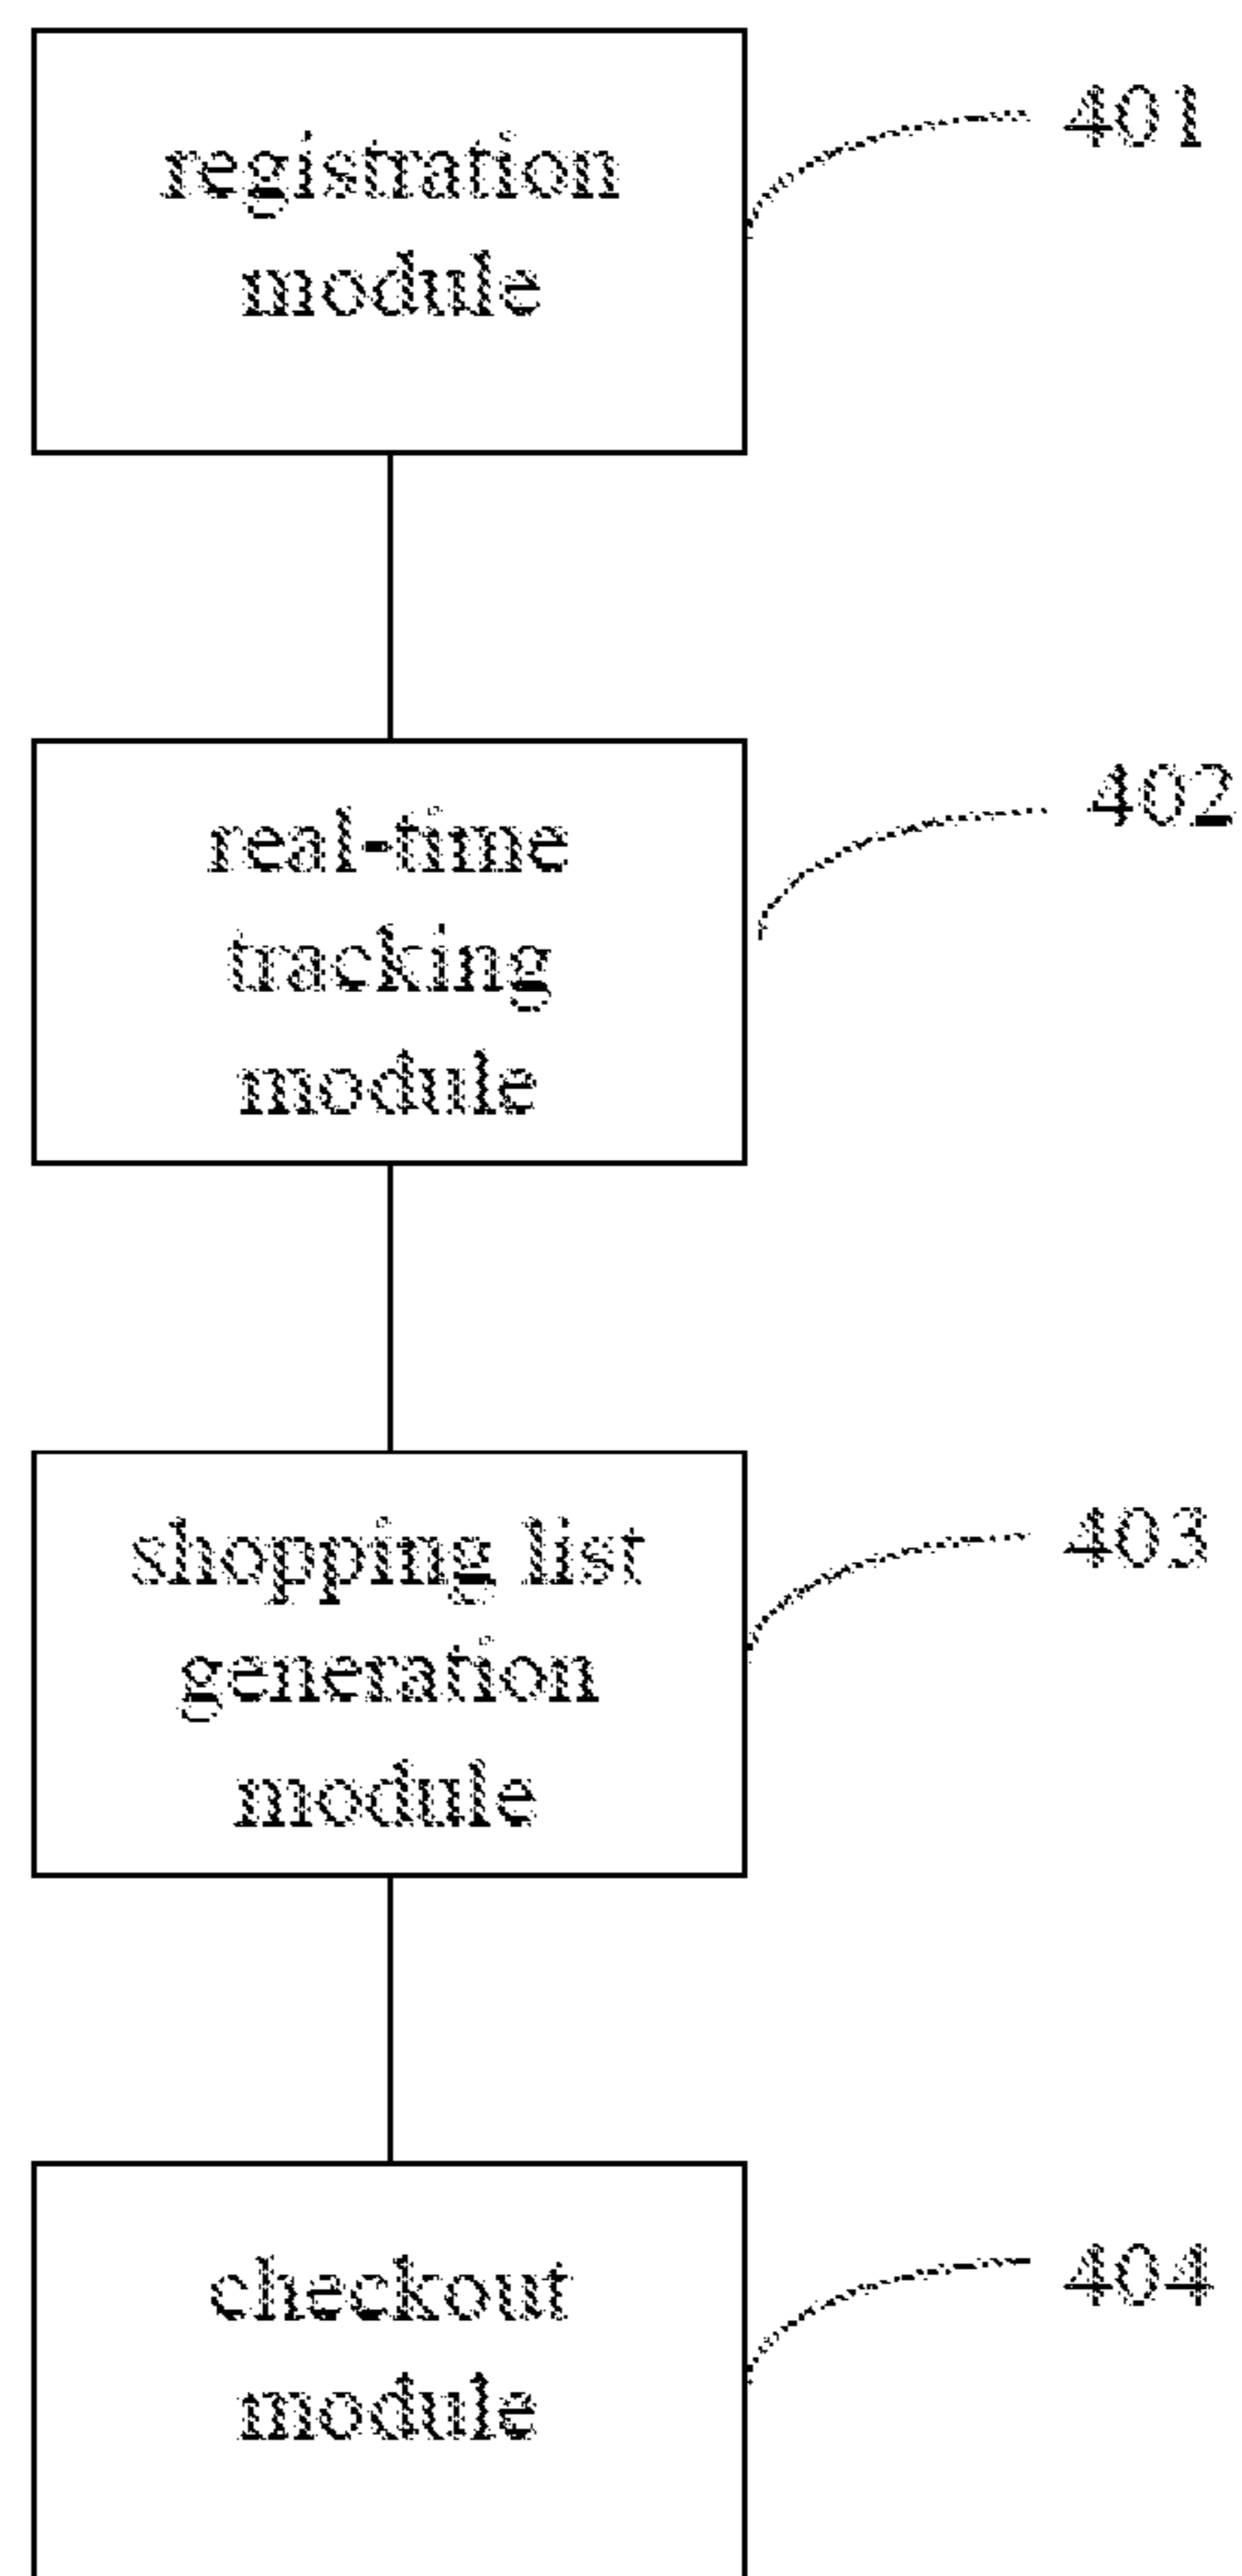 registration
module
401
real-time
tracking
module
402
shopping list
generation
module
403
checkout
module
404